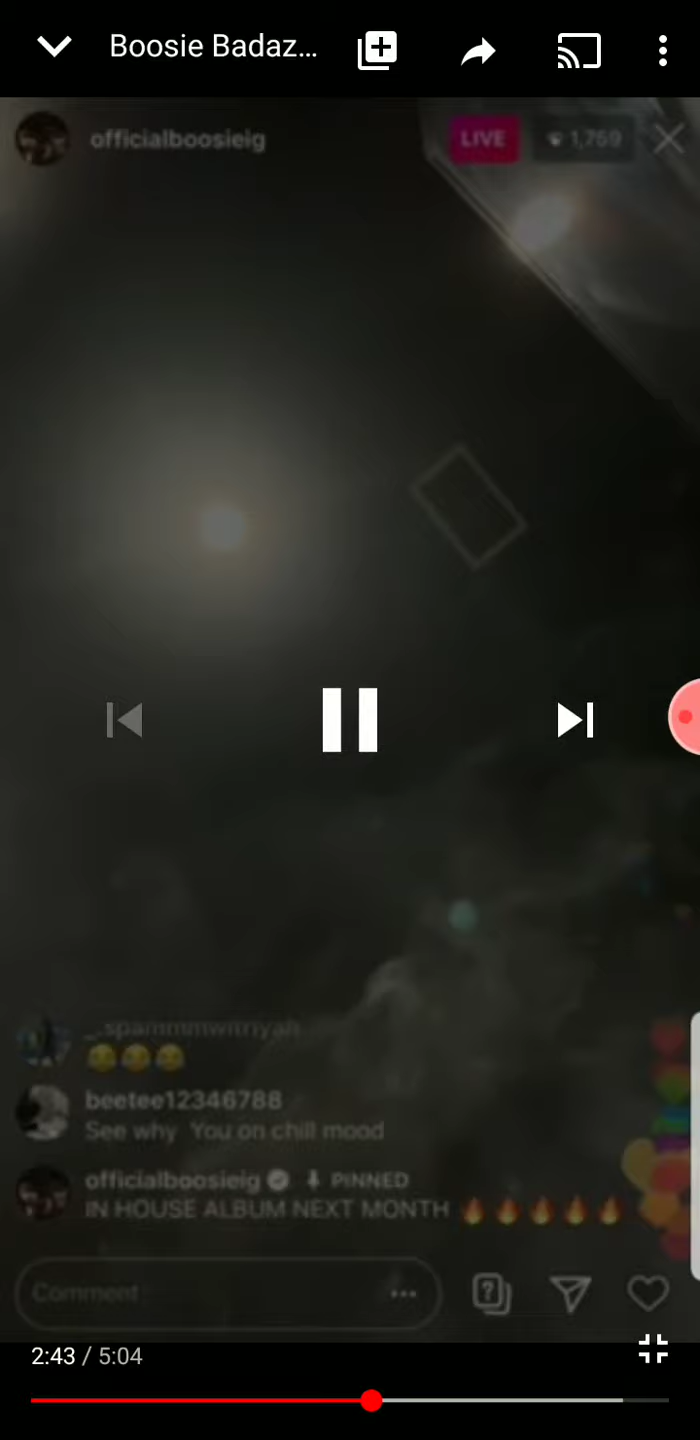 Boosie Badaz...
officialboosieig
LIVE
1,759
😂😂😂
beetee12346788
See why You on chill mood
officialboosieig PINNED
IN HOUSE ALBUM NEXT MONTH 🔥🔥🔥🔥🔥
Comment
2:43 / 5:04